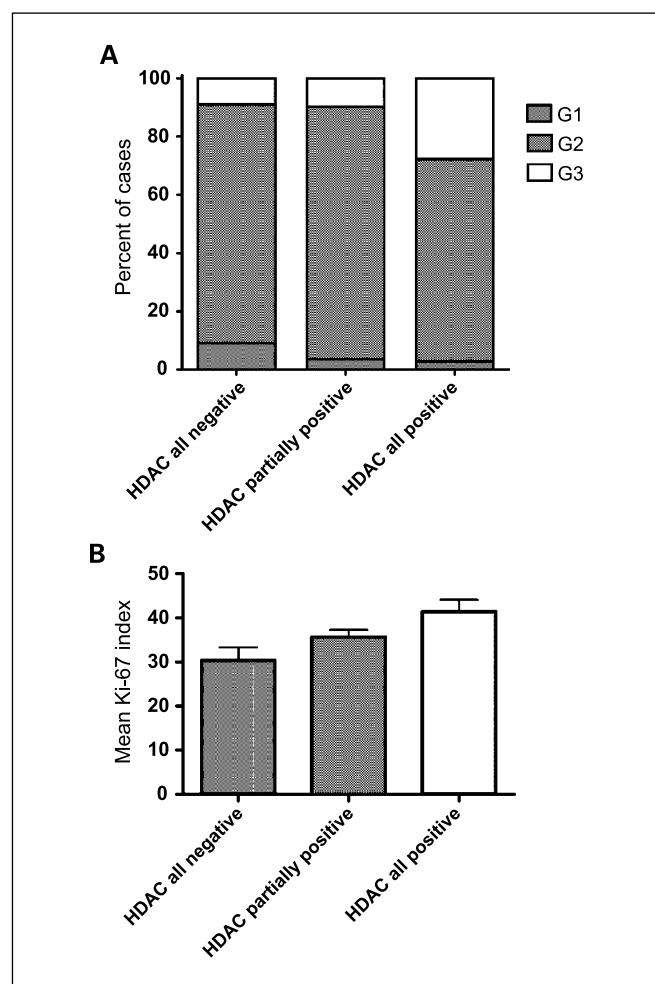 A
100
80
60
40
20
0
Percent of cases
G1
G2
G3
HDAC all negative
HDAC partially positive
HDAC all positive
B
50
40
30
20
10
0
Mean Ki-67 index
HDAC all negative
HDAC partially positive
HDAC all positive